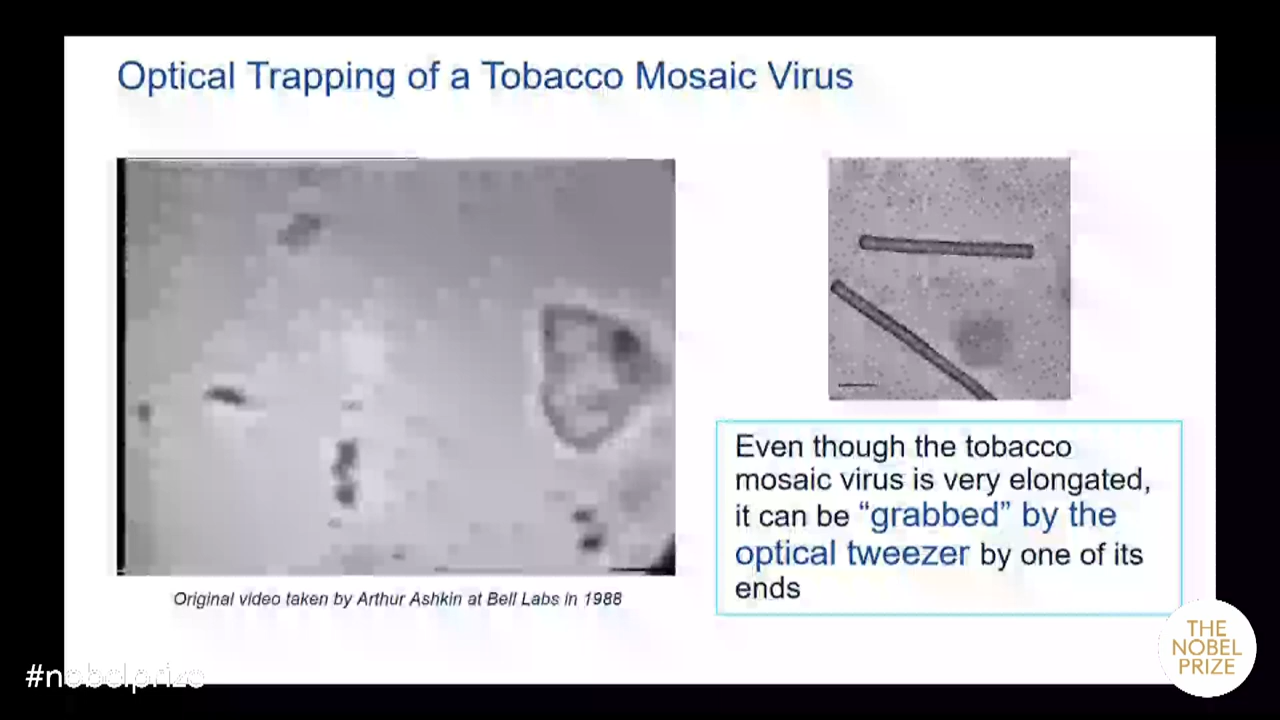 Optical Trapping of a Tobacco Mosaic Virus
Original video taken by Arthur Ashkin at Bell Labs in 1988
Even though the tobacco
mosaic virus is very elongated,
it can be “grabbed” by the
optical tweezer by one of its
ends
THE
NOBEL
PRIZE
#nobelprize